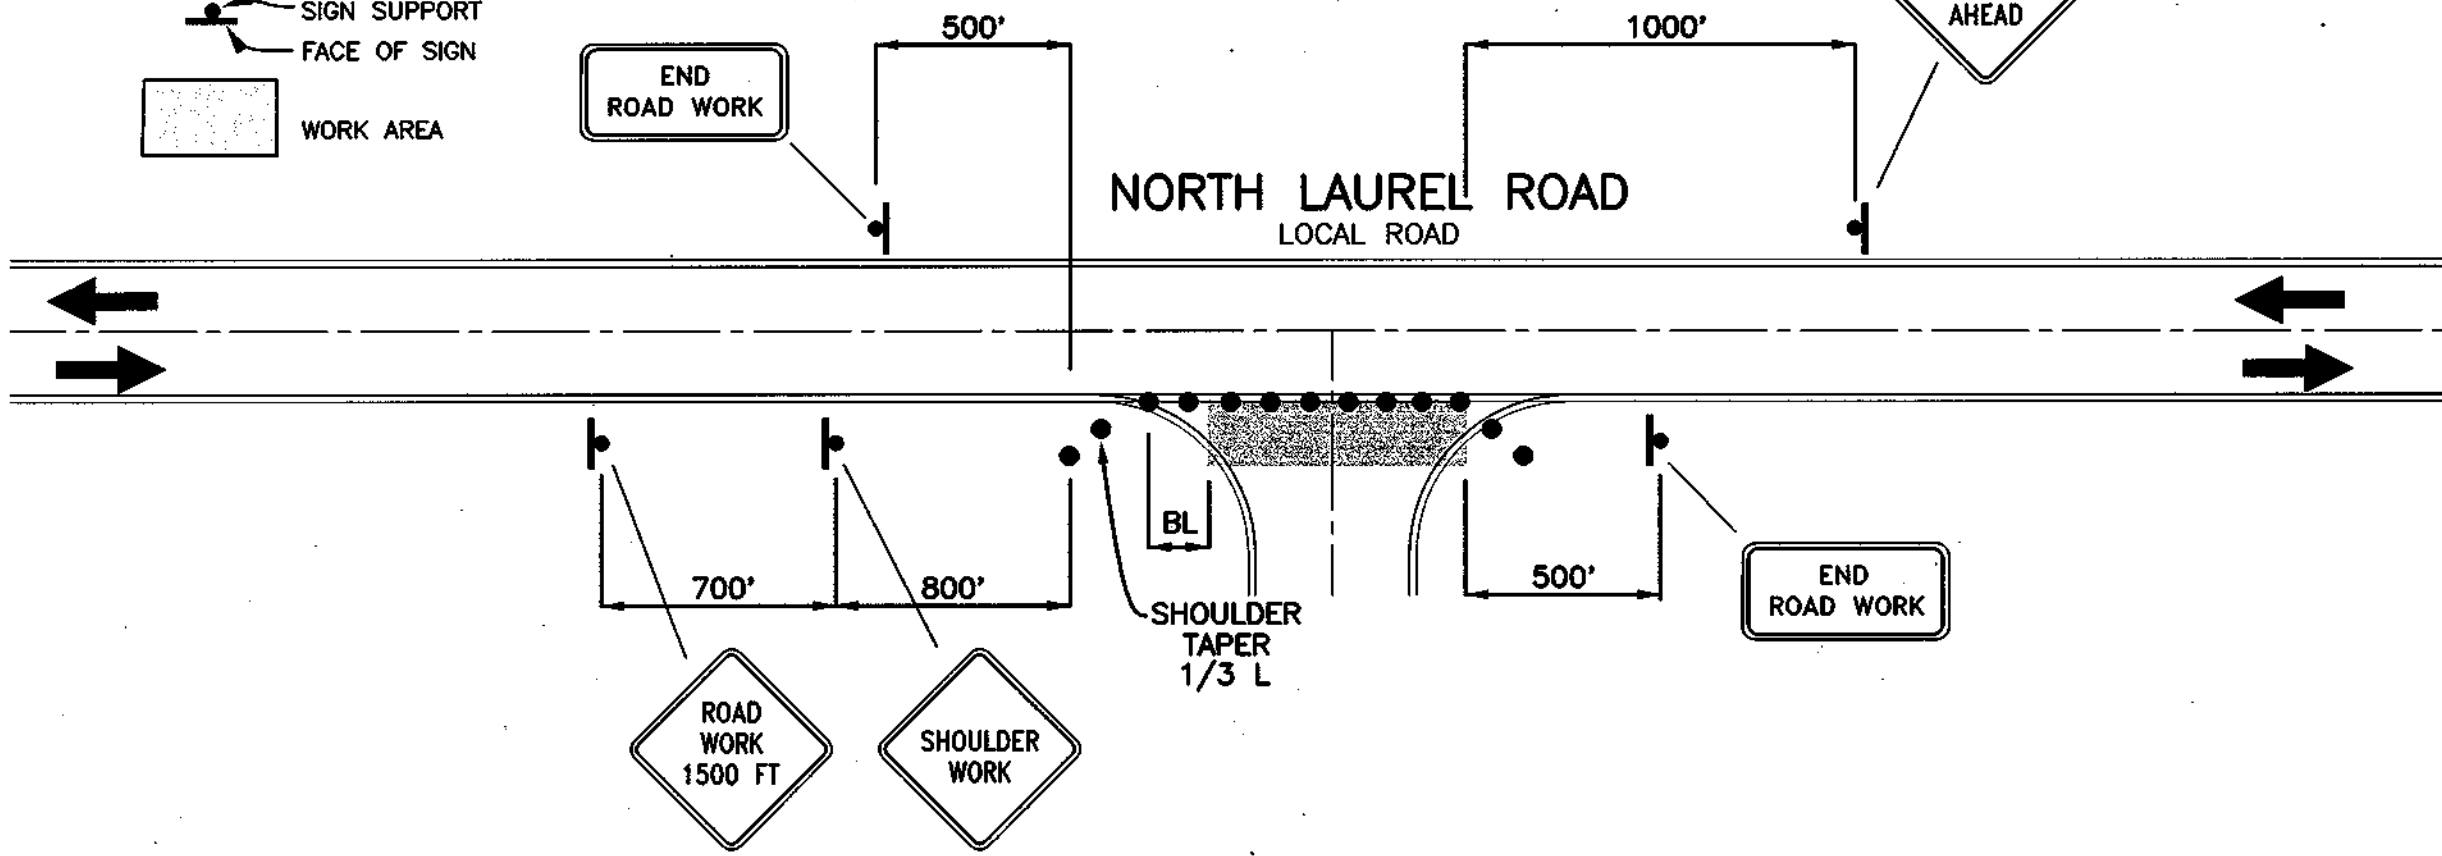 SIGN SUPPORT
FACE OF SIGN
WORK AREA
END
ROAD WORK
500'
1000'
AHEAD
NORTH LAUREL ROAD
LOCAL ROAD
BL
700'
800'
500'
SHOULDER
TAPER
1/3 L
END
ROAD WORK
ROAD
WORK
1500 FT
SHOULDER
WORK